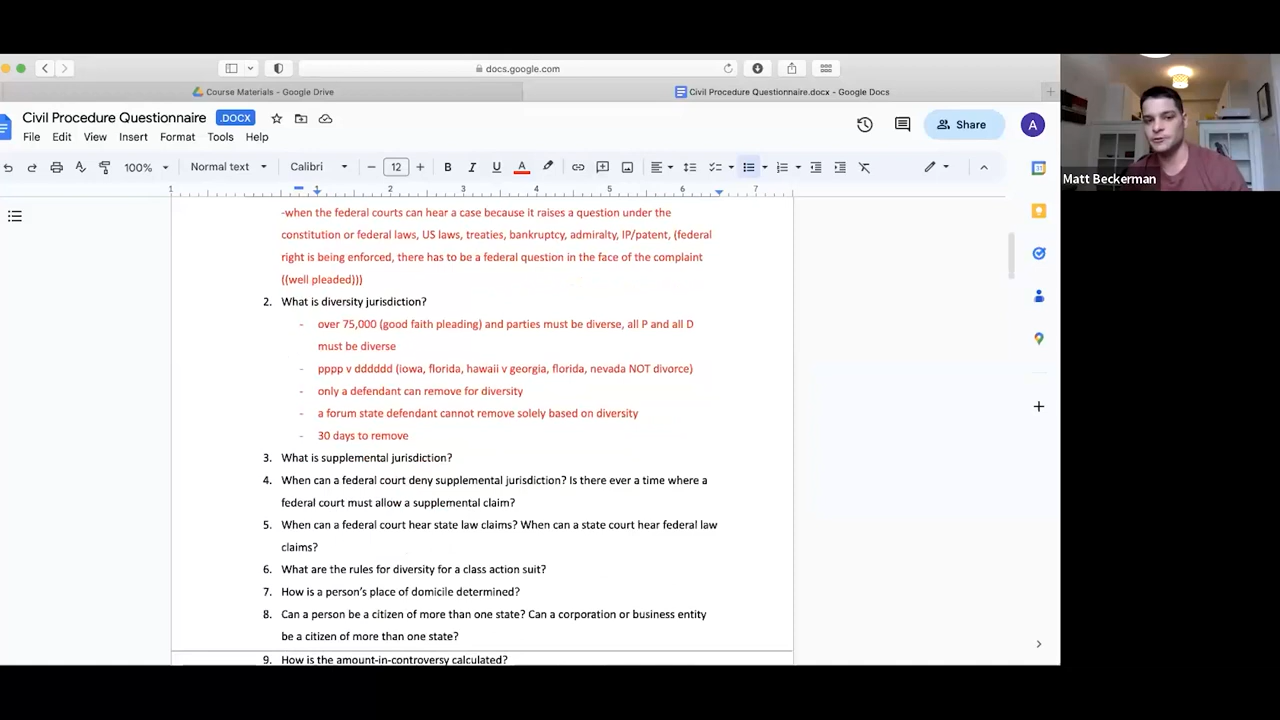 docs.google.com
Course Materials - Google Drive
Civil Procedure Questionnaire.docx - Google Docs
Civil Procedure Questionnaire .DOCX
File Edit View Insert Format Tools Help
Share
A
100% Normal text Calibri 12 B I U A
1 1 2 3 4 5 6 7
-when the federal courts can hear a case because it raises a question under the
constitution or federal laws, US laws, treaties, bankruptcy, admiralty, IP/patent, (federal
right is being enforced, there has to be a federal question in the face of the complaint
((well pleaded)))
2. What is diversity jurisdiction?
- over 75,000 (good faith pleading) and parties must be diverse, all P and all D
must be diverse
- pppp v dddddd (iowa, florida, hawaii v georgia, florida, nevada NOT divorce)
- only a defendant can remove for diversity
- a forum state defendant cannot remove solely based on diversity
- 30 days to remove
3. What is supplemental jurisdiction?
4. When can a federal court deny supplemental jurisdiction? Is there ever a time where a
federal court must allow a supplemental claim?
5. When can a federal court hear state law claims? When can a state court hear federal law
claims?
6. What are the rules for diversity for a class action suit?
7. How is a person's place of domicile determined?
8. Can a person be a citizen of more than one state? Can a corporation or business entity
be a citizen of more than one state?
9. How is the amount-in-controversy calculated?
Matt Beckerman